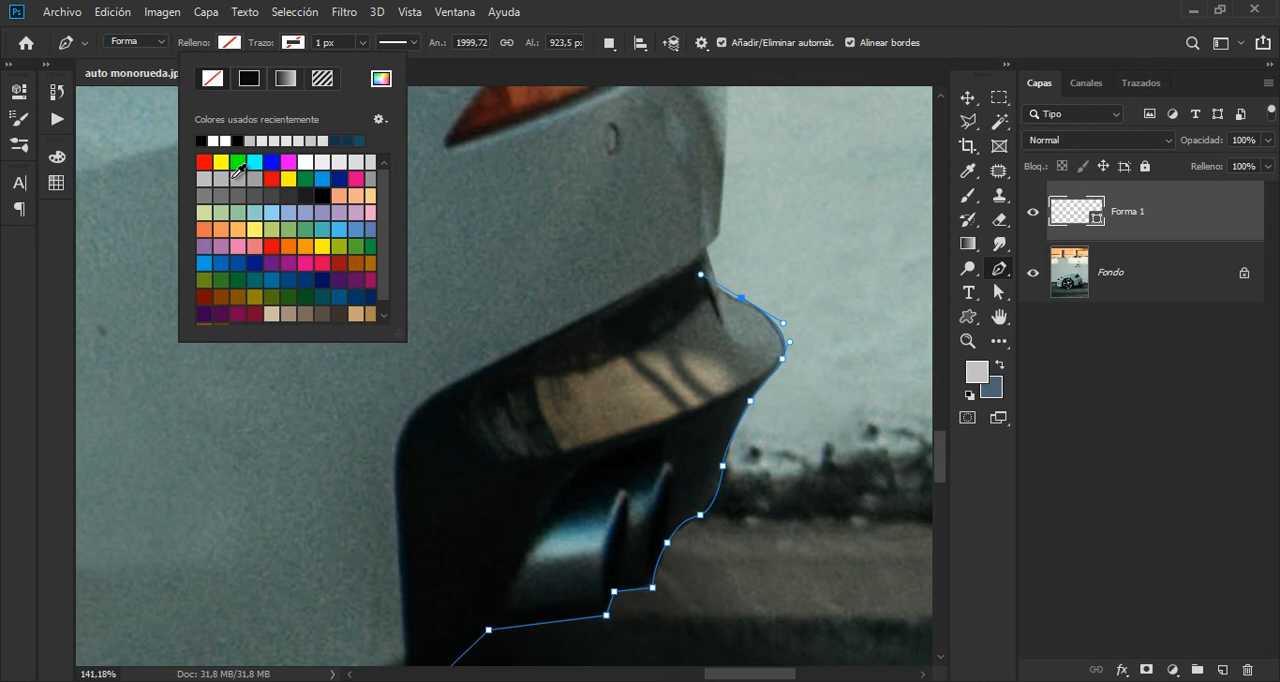 Ps Archivo Edición Imagen Capa Texto Selección Filtro 3D Vista Ventana Ayuda
Forma Relleno: Trazo: 1 px An.: 1999,72 Al.: 923,5 p: Añadir/Eliminar automát. Alinear bordes
auto monorueda.jp
Colores usados recientemente
Capas Canales Trazados
Tipo
Normal Opacidad: 100%
Bloq.: Relleno: 100%
Forma 1
Fondo
141,18% Doc: 31,8 MB/31,8 MB